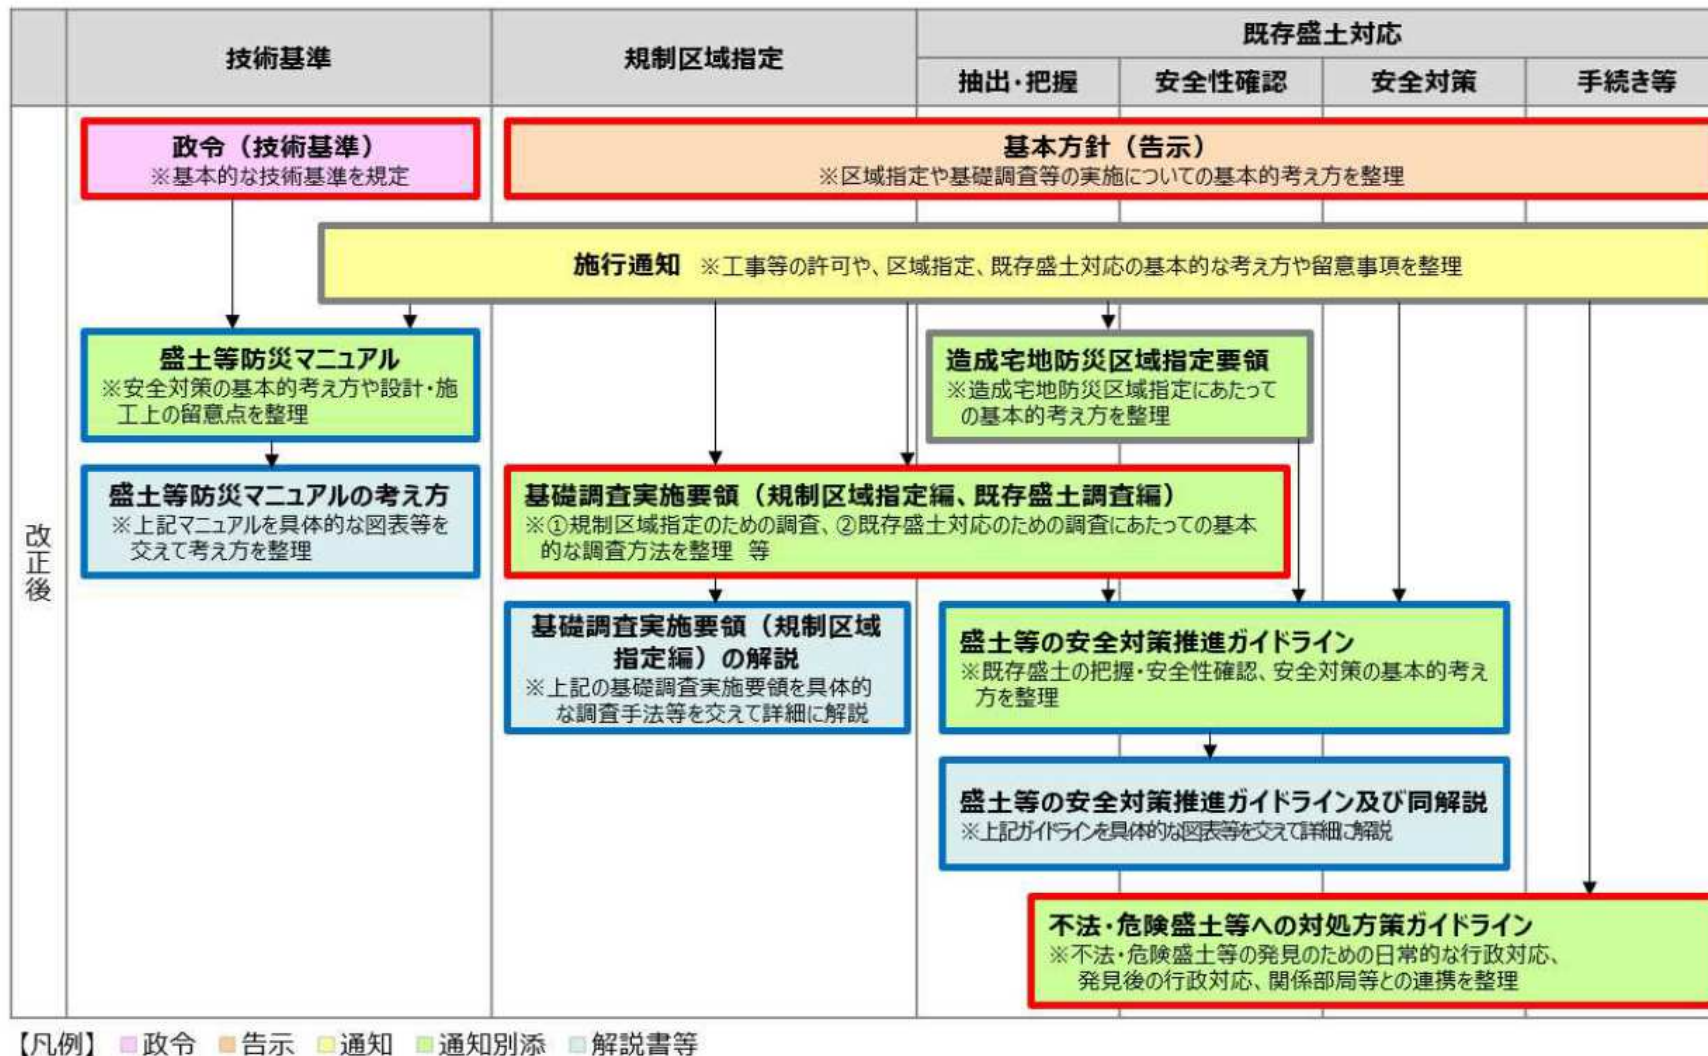 技術基準
規制区域指定
既存盛土対応
抽出・把握
安全性確認
安全対策
手続き等
改正後
政令（技術基準）
※基本的な技術基準を規定
基本方針（告示）
※区域指定や基礎調査等の実施についての基本的考え方を整理
施行通知 ※工事等の許可や、区域指定、既存盛土対応の基本的な考え方や留意事項を整理
盛土等防災マニュアル
※安全対策の基本的考え方や設計・施
工上の留意点を整理
造成宅地防災区域指定要領
※造成宅地防災区域指定にあたって
の基本的考え方を整理
盛土等防災マニュアルの考え方
※上記マニュアルを具体的な図表等を
交えて考え方を整理
基礎調査実施要領（規制区域指定編、既存盛土調査編）
※①規制区域指定のための調査、②既存盛土対応のための調査にあたっての基本
的な調査方法を整理 等
基礎調査実施要領（規制区域
指定編）の解説
※上記の基礎調査実施要領を具体的
な調査手法等を交えて詳細に解説
盛土等の安全対策推進ガイドライン
※既存盛土の把握・安全性確認、安全対策の基本的考え
方を整理
盛土等の安全対策推進ガイドライン及び同解説
※上記ガイドラインを具体的な図表等を交えて詳細に解説
不法・危険盛土等への対処方策ガイドライン
※不法・危険盛土等の発見のための日常的な行政対応、
発見後の行政対応、関係部局等との連携を整理
【凡例】 政令 告示 通知 通知別添 解説書等